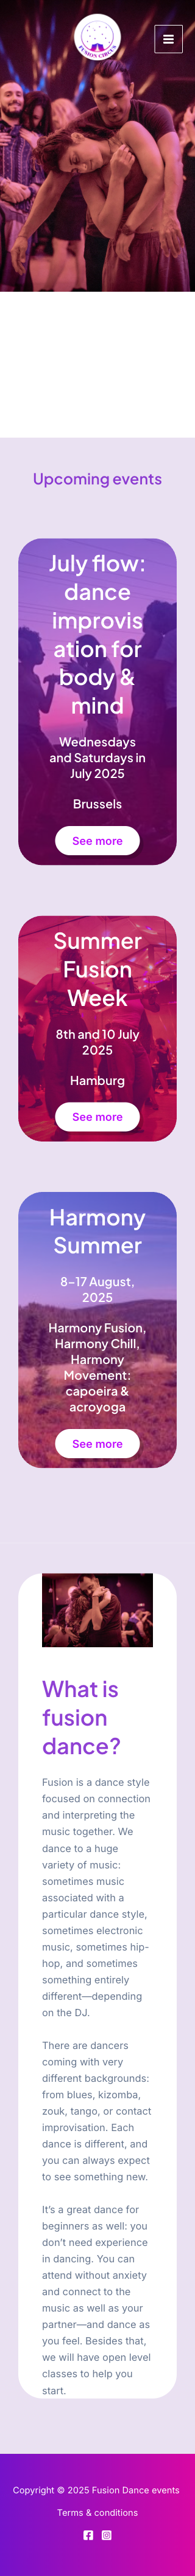 FUSION CIRCUS
Upcoming events
July flow:
dance
improvis
ation for
body &
mind
Wednesdays
and Saturdays in
July 2025
Brussels
See more
Summer
Fusion
Week
8th and 10 July
2025
Hamburg
See more
Harmony
Summer
8–17 August,
2025
Harmony Fusion,
Harmony Chill,
Harmony
Movement:
capoeira &
acroyoga
See more
What is
fusion
dance?
Fusion is a dance style
focused on connection
and interpreting the
music together. We
dance to a huge
variety of music:
sometimes music
associated with a
particular dance style,
sometimes electronic
music, sometimes hip-
hop, and sometimes
something entirely
different—depending
on the DJ.
There are dancers
coming with very
different backgrounds:
from blues, kizomba,
zouk, tango, or contact
improvisation. Each
dance is different, and
you can always expect
to see something new.
It’s a great dance for
beginners as well: you
don’t need experience
in dancing. You can
attend without anxiety
and connect to the
music as well as your
partner—and dance as
you feel. Besides that,
we will have open level
classes to help you
start.
Copyright © 2025 Fusion Dance events
Terms & conditions